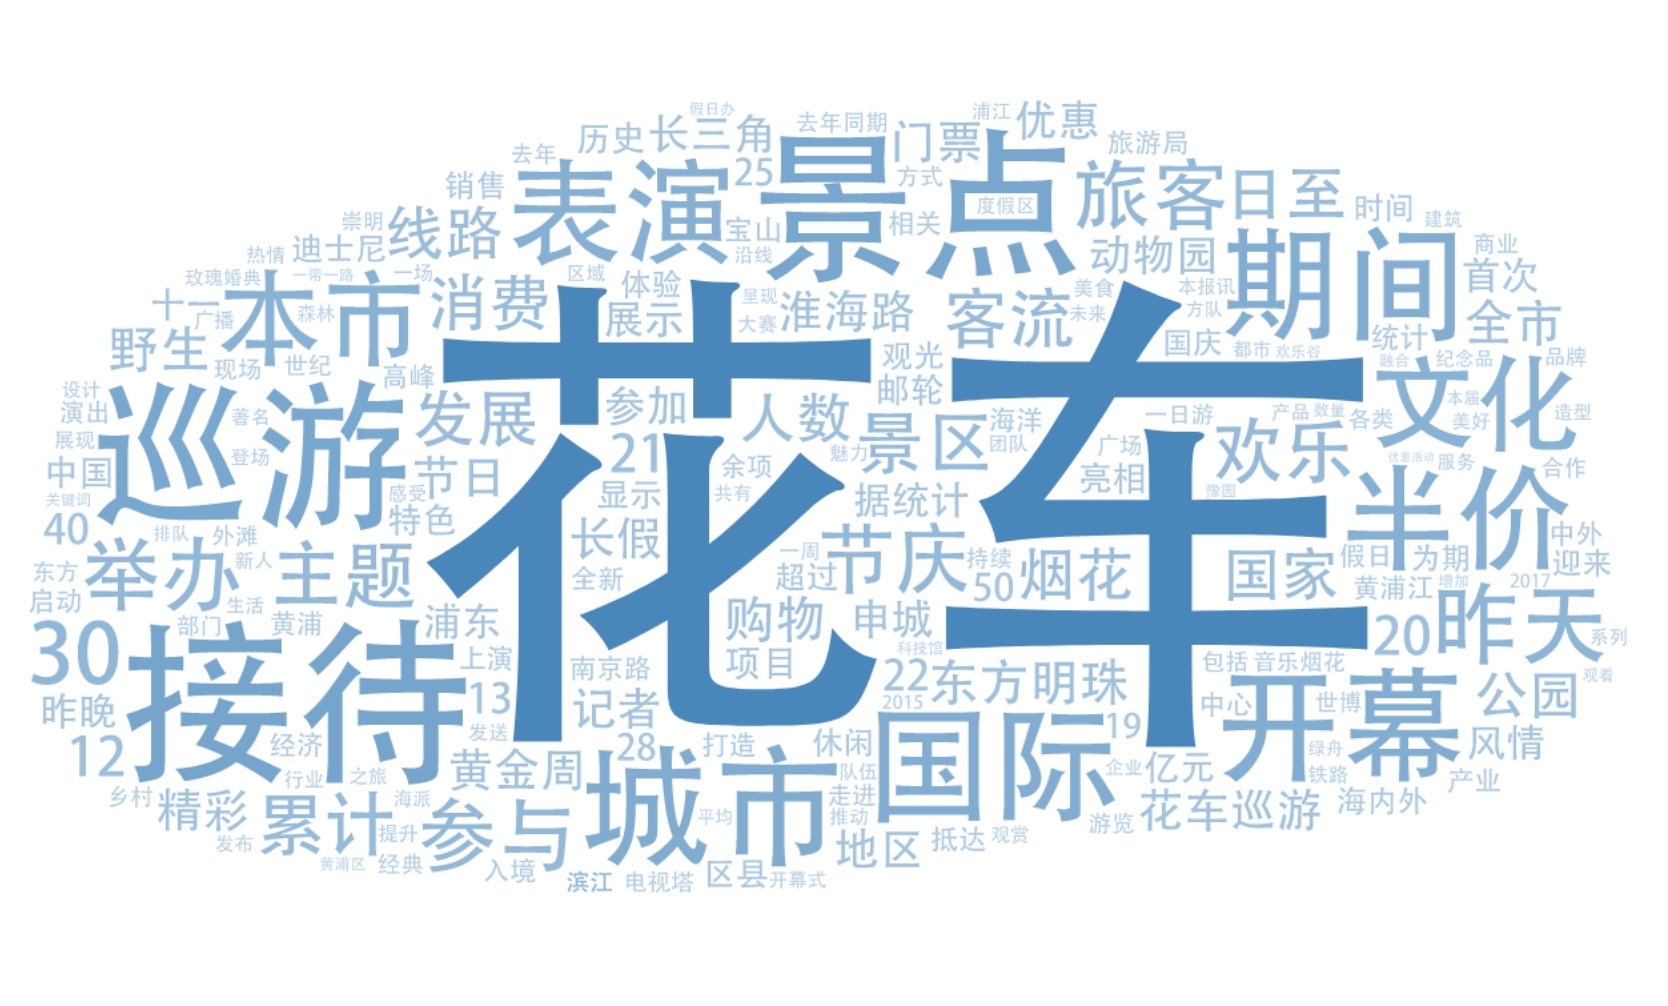 假日办
浦江
优惠
去年同期
历史
长三角
门票
旅游局
去年
25
景点
方式
旅客
日至
销售
表演
度假区
时间
建筑
崇明
线路
宝山
相关
商业
热情
迪士尼
沿线
动物园
期间
首次
玫瑰婚典
一带一路
一场
区域
体验
呈现
美食
本报讯
十一
广播
本市
森林
消费
展示
大赛
淮海路
客流
未来
方队
全市
野生
现场
世纪
高峰
观光
国庆
都市
欢乐谷
统计
融合
纪念品
品牌
设计
演出
巡游
著名
发展
花车
参加
人数
邮轮
景区
海洋
团队
一日游
产品
数量
各类
文化
本届
美好
造型
展现
中国
登场
节日
21
余项
魅力
广场
亮相
欢乐
优惠活动
服务
合作
关键词
40
感受
特色
显示
共有
据统计
豫园
半价
排队
外滩
长假
一周
节庆
持续
中外
东方
举办
新人
主题
全新
超过
50
烟花
国家
假日
为期
迎来
启动
生活
黄浦江
增加
2017
部门
黄浦
浦东
购物
申城
20
昨天
系列
30
接待
上演
南京路
项目
科技馆
包括
音乐烟花
观看
昨晚
13
记者
22
东方明珠
2015
中心
开幕
世博
公园
12
经济
发送
28
打造
休闲
国际
19
绿舟
风情
行业
之旅
黄金周
城市
队伍
企业
亿元
铁路
产业
乡村
精彩
累计
海派
提升
参与
平均
走进
推动
游览
花车巡游
海内外
发布
黄浦区
经典
入境
滨江
电视塔
区县
开幕式
地区
抵达
观赏